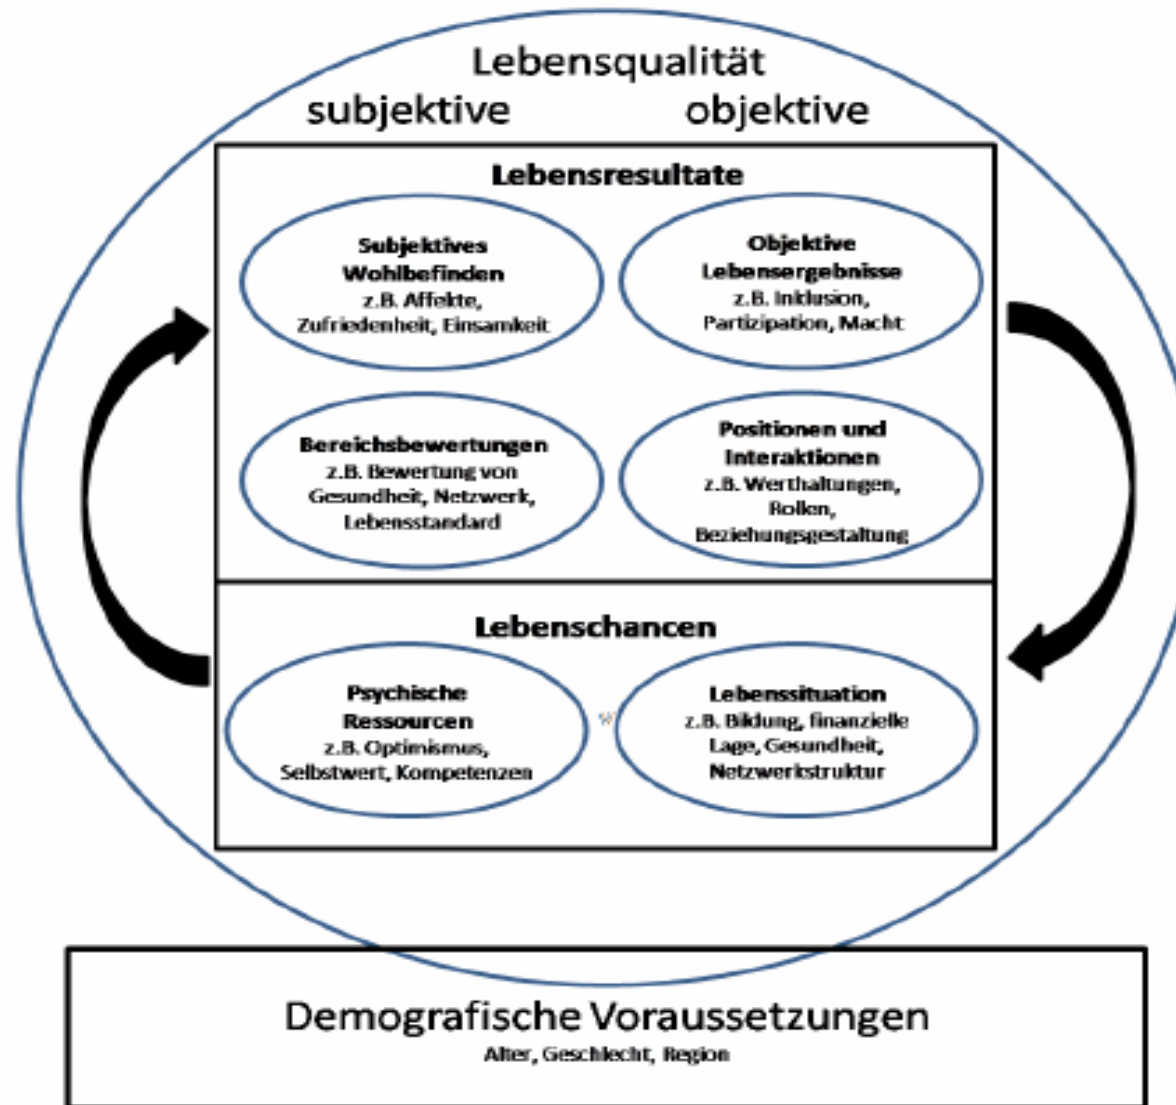 Lebensqualität
subjektive objektive
Lebensresultate
Subjektives
Wohlbefinden
z.B. Affekte,
Zufriedenheit, Einsamkeit
Objektive
Lebensergebnisse
z.B. Inklusion,
Partizipation, Macht
Bereichsbewertungen
z.B. Bewertung von
Gesundheit, Netzwerk,
Lebensstandard
Positionen und
Interaktionen
z.B. Werthaltungen,
Rollen,
Beziehungsgestaltung
Lebenschancen
Psychische
Ressourcen
z.B. Optimismus,
Selbstwert, Kompetenzen
Lebenssituation
z.B. Bildung, finanzielle
Lage, Gesundheit,
Netzwerkstruktur
Demografische Voraussetzungen
Alter, Geschlecht, Region